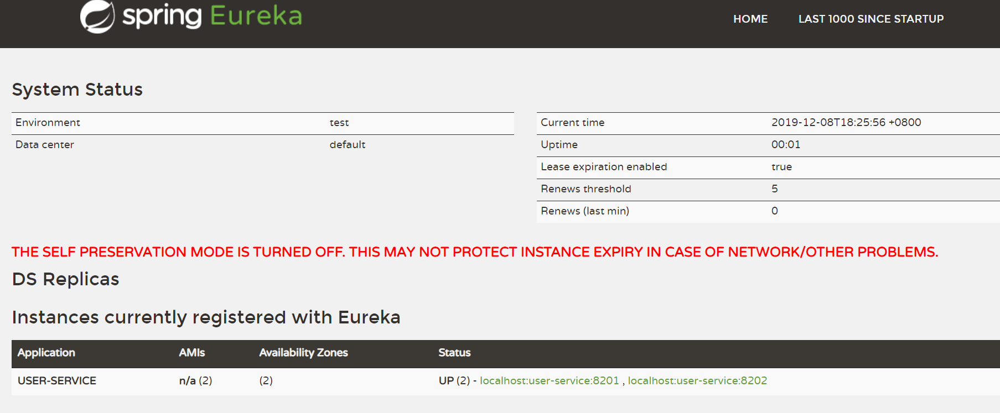 spring Eureka
HOME LAST 1000 SINCE STARTUP
System Status
Environment test
Data center default
Current time 2019-12-08T18:25:56 +0800
Uptime 00:01
Lease expiration enabled true
Renews threshold 5
Renews (last min) 0
THE SELF PRESERVATION MODE IS TURNED OFF. THIS MAY NOT PROTECT INSTANCE EXPIRY IN CASE OF NETWORK/OTHER PROBLEMS.
DS Replicas
Instances currently registered with Eureka
Application AMIs Availability Zones Status
USER-SERVICE n/a (2) (2) UP (2) - localhost:user-service:8201 , localhost:user-service:8202